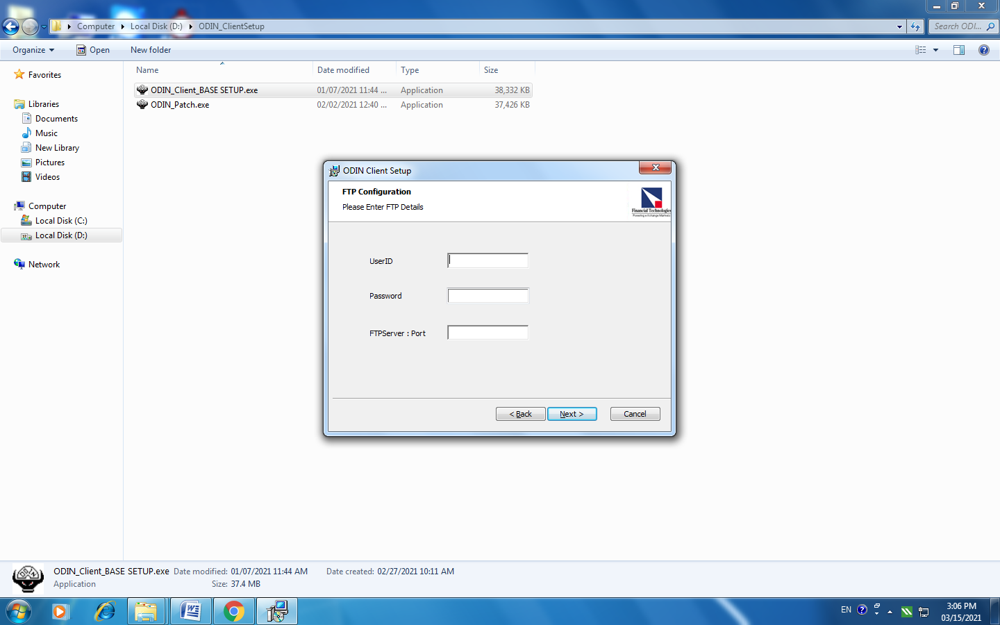 Computer Local Disk (D:) ODIN_ClientSetup
Search ODI...
Organize Open New folder
Name Date modified Type Size
Favorites
ODIN_Client_BASE SETUP.exe 01/07/2021 11:44 ... Application 38,332 KB
ODIN_Patch.exe 02/02/2021 12:40 ... Application 37,426 KB
Libraries
Documents
Music
New Library
Pictures
Videos
Computer
Local Disk (C:)
Local Disk (D:)
Network
ODIN Client Setup
FTP Configuration
Please Enter FTP Details
Financial Technologies
Powering e-Xchange Markets
UserID
Password
FTPServer : Port
< Back Next > Cancel
ODIN_Client_BASE SETUP.exe Date modified: 01/07/2021 11:44 AM Date created: 02/27/2021 10:11 AM
Application Size: 37.4 MB
EN
3:06 PM
03/15/2021